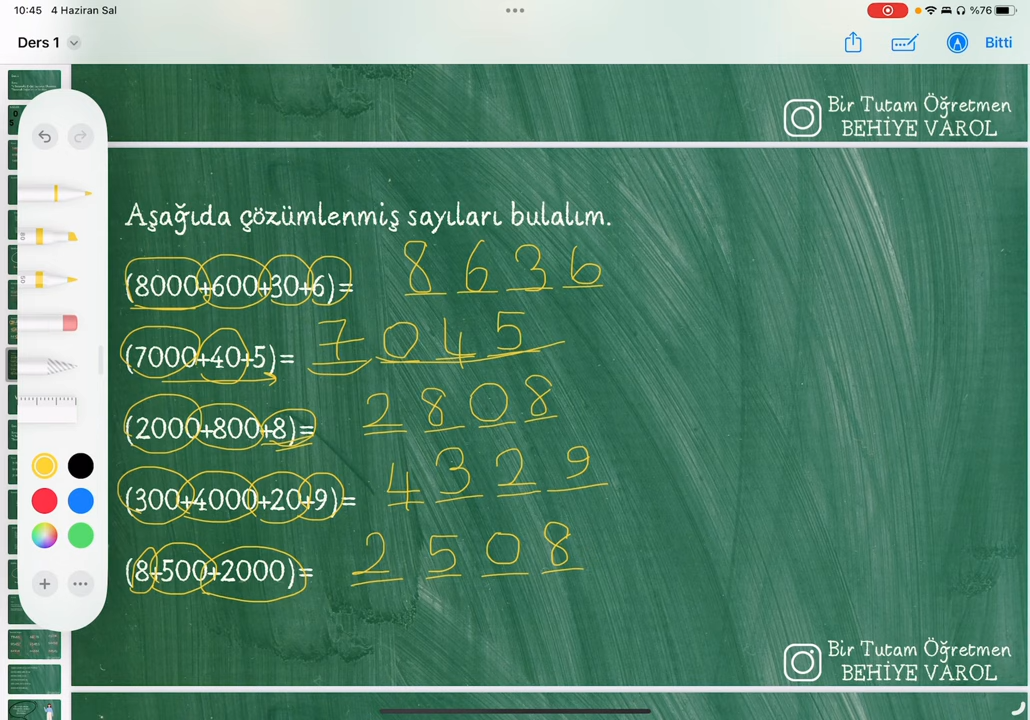 10:45 4 Haziran Sal
%76
Ders 1
Bitti
Bir Tutam Öğretmen
BEHİYE VAROL
Aşağıda çözümlenmiş sayıları bulalım.
(8000+600+30+6)= 8636
(7000+40+5)= 7045
(2000+800+8)= 2808
(300+4000+20+9)= 4329
(8+500+2000)= 2508
Bir Tutam Öğretmen
BEHİYE VAROL